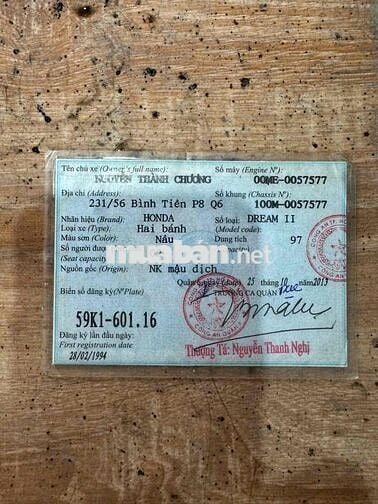 Tên chủ xe (Owner's full name): Số máy (Engine Nº):
NGUYỄN THÀNH CHƯƠNG 00ME-0057577
Địa chỉ (Address): Số khung (Chassis Nº)
231/56 Bình Tiên P8 Q6 100M-0057577
Nhãn hiệu (Brand): HONDA Số loại: DREAM II
Loại xe (Type): Hai bánh (Model code):
Màu sơn (Color): Nâu Dung tích 97
Số người được
(Seat capacity)
muaban.net
Nguồn gốc (Origin): NK mậu dịch
Biển số đăng ký (Nº Plate) 25 10 năm 2013
TRƯỞNG CA QUẬN
59K1-601.16
Đăng ký lần đầu ngày:
First registration date:
28/02/1994
CÔNG AN QUẬN
Thượng Tá: Nguyễn Thanh Nghị